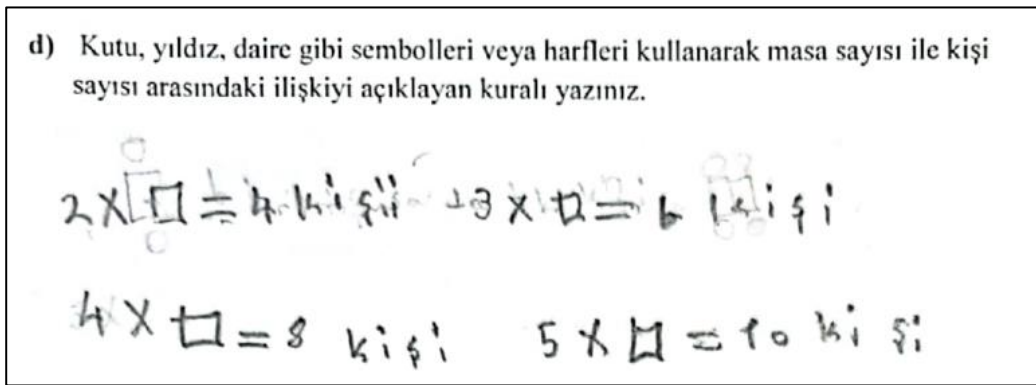 d) Kutu, yıldız, daire gibi sembolleri veya harfleri kullanarak masa sayısı ile kişi
sayısı arasındaki ilişkiyi açıklayan kuralı yazınız.
2 x □ = 4 kişi 3 x □ = 6 kişi
4 x □ = 8 kişi 5 x □ = 10 kişi